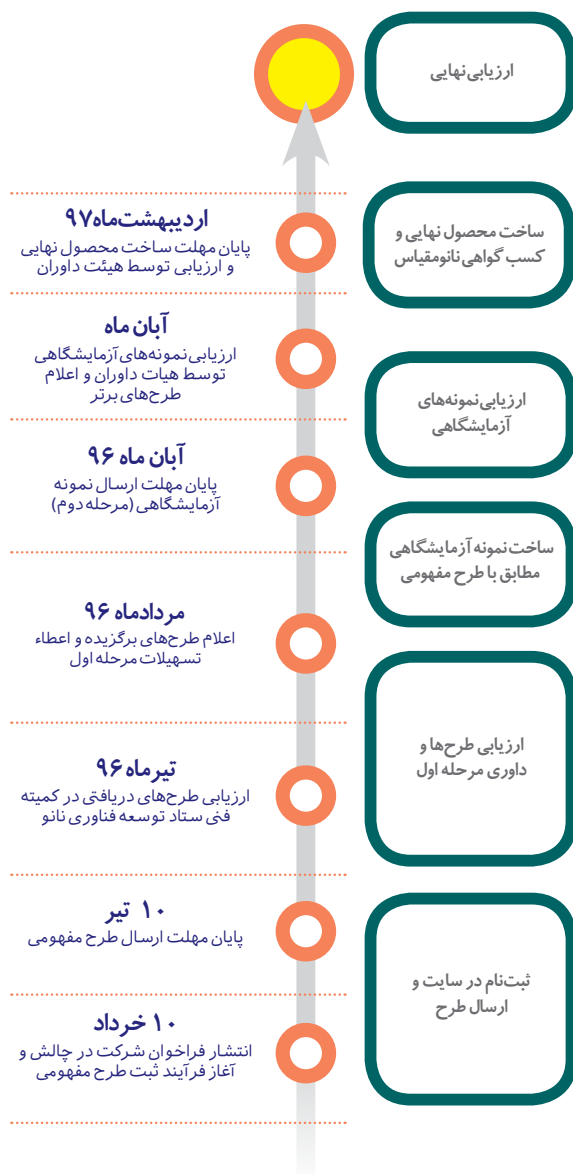 ارزیابی نهایی
اردیبهشت‌ماه ۹۷
پایان مهلت ساخت محصول نهایی
و ارزیابی توسط هیئت داوران
ساخت محصول نهایی و
کسب گواهی نانومقیاس
آبان ماه
ارزیابی نمونه‌های آزمایشگاهی
توسط هیات داوران و اعلام
طرح‌های برتر
ارزیابی نمونه‌های
آزمایشگاهی
آبان ماه ۹۶
پایان مهلت ارسال نمونه
آزمایشگاهی (مرحله دوم)
ساخت نمونه آزمایشگاهی
مطابق با طرح مفهومی
مردادماه ۹۶
اعلام طرح‌های برگزیده و اعطاء
تسهیلات مرحله اول
ارزیابی طرح‌ها و
داوری مرحله اول
تیرماه ۹۶
ارزیابی طرح‌های دریافتی در کمیته
فنی ستاد توسعه فناوری نانو
۱۰ تیر
پایان مهلت ارسال طرح مفهومی
ثبت‌نام در سایت و
ارسال طرح
۱۰ خرداد
انتشار فراخوان شرکت در چالش و
آغاز فرآیند ثبت طرح مفهومی